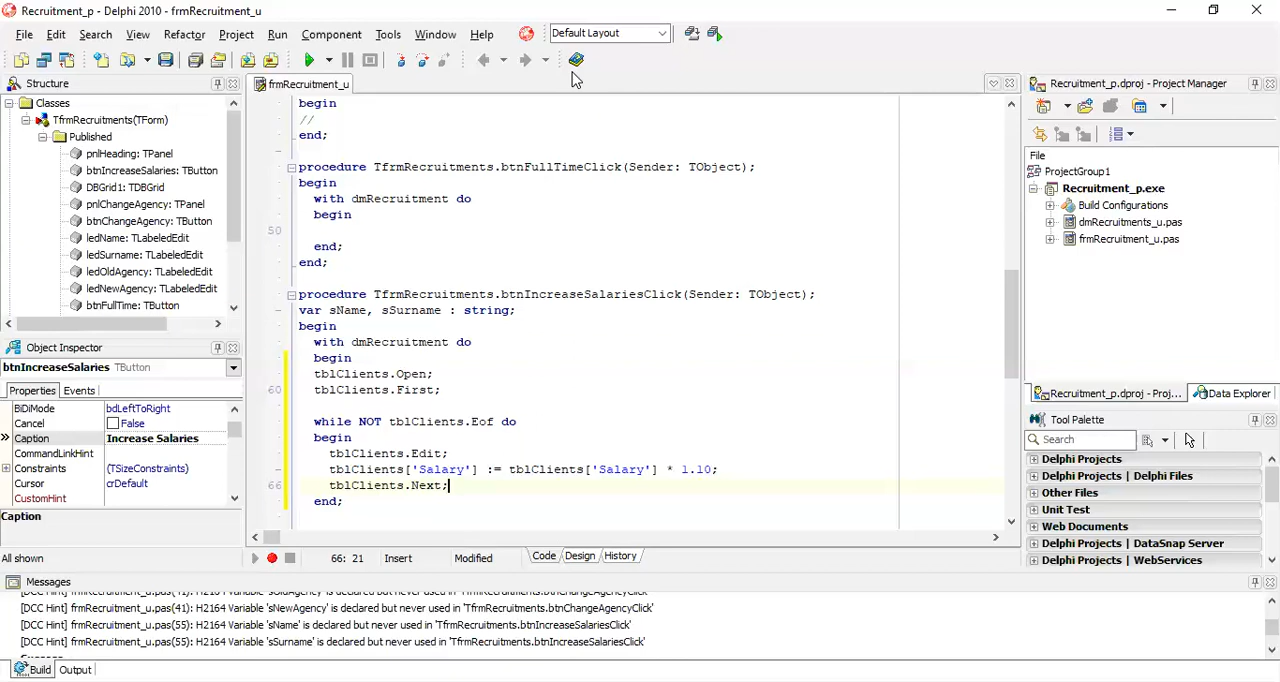 Recruitment_p - Delphi 2010 - frmRecruitment_u
File Edit Search View Refactor Project Run Component Tools Window Help Default Layout
Structure
Classes
TfrmRecruitments(TForm)
Published
pnlHeading: TPanel
btnIncreaseSalaries: TButton
DBGrid1: TDBGrid
pnlChangeAgency: TPanel
btnChangeAgency: TButton
ledName: TLabeledEdit
ledSurname: TLabeledEdit
ledOldAgency: TLabeledEdit
ledNewAgency: TLabeledEdit
btnFullTime: TButton
Object Inspector
btnIncreaseSalaries TButton
Properties Events
BiDiMode bdLeftToRight
Cancel False
Caption Increase Salaries
CommandLinkHint
Constraints (TSizeConstraints)
Cursor crDefault
CustomHint
Caption
All shown
frmRecruitment_u
begin
//
end;
procedure TfrmRecruitments.btnFullTimeClick(Sender: TObject);
begin
with dmRecruitment do
begin
50
end;
end;
procedure TfrmRecruitments.btnIncreaseSalariesClick(Sender: TObject);
var sName, sSurname : string;
begin
with dmRecruitment do
begin
tblClients.Open;
60 tblClients.First;
while NOT tblClients.Eof do
begin
tblClients.Edit;
tblClients['Salary'] := tblClients['Salary'] * 1.10;
66 tblClients.Next;
end;
66: 21 Insert Modified Code Design History
Recruitment_p.dproj - Project Manager
File
ProjectGroup1
Recruitment_p.exe
Build Configurations
dmRecruitments_u.pas
frmRecruitment_u.pas
Recruitment_p.dproj - Proj... Data Explorer
Tool Palette
Search
Delphi Projects
Delphi Projects | Delphi Files
Other Files
Unit Test
Web Documents
Delphi Projects | DataSnap Server
Delphi Projects | WebServices
Messages
[DCC Hint] frmRecruitment_u.pas(41): H2164 Variable 'sNewAgency' is declared but never used in 'TfrmRecruitments.btnChangeAgencyClick'
[DCC Hint] frmRecruitment_u.pas(55): H2164 Variable 'sName' is declared but never used in 'TfrmRecruitments.btnIncreaseSalariesClick'
[DCC Hint] frmRecruitment_u.pas(55): H2164 Variable 'sSurname' is declared but never used in 'TfrmRecruitments.btnIncreaseSalariesClick'
Build Output